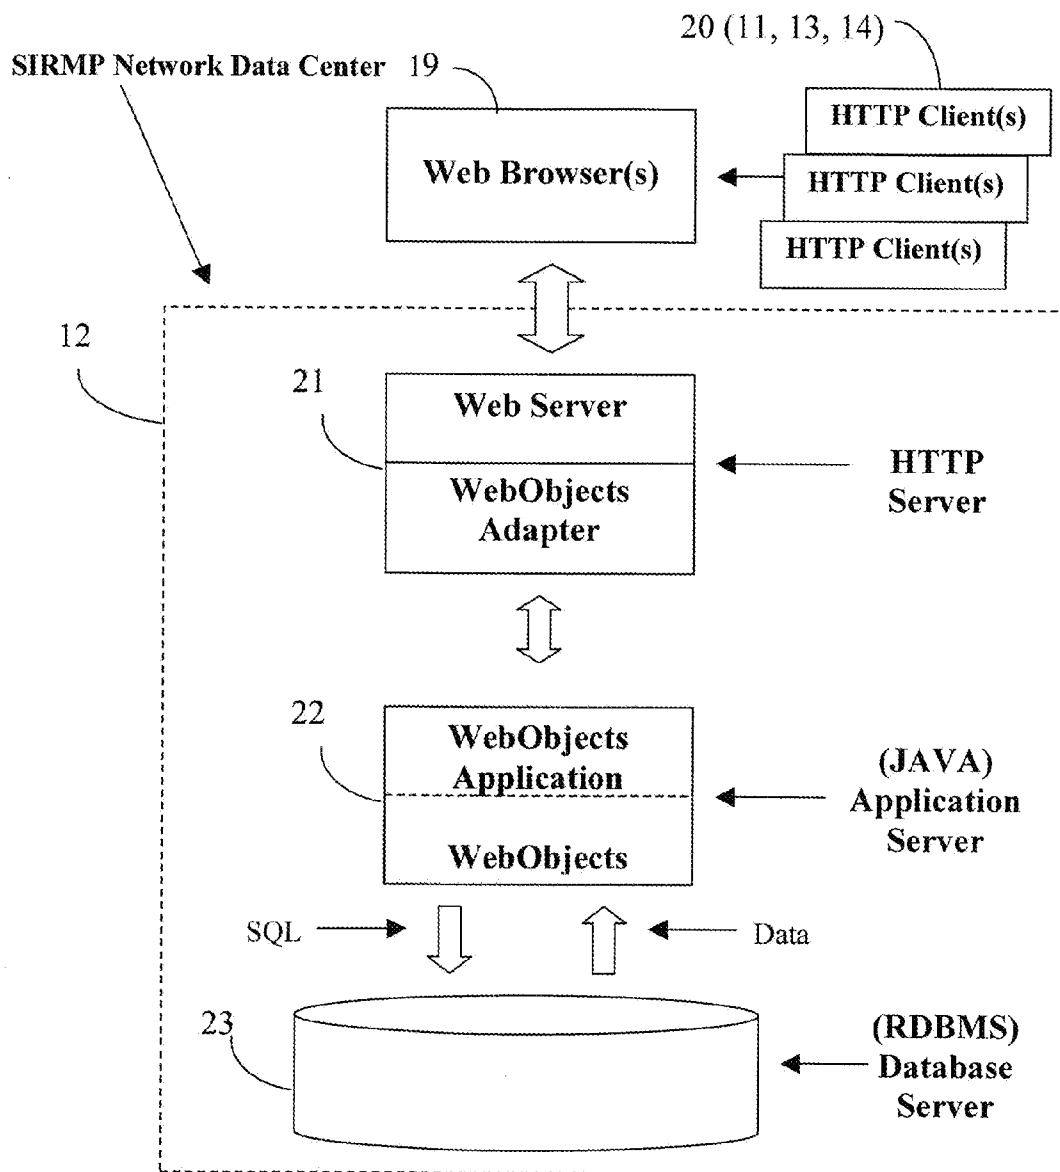 20 (11, 13, 14)
SIRMP Network Data Center 19
HTTP Client(s)
Web Browser(s)
HTTP Client(s)
HTTP Client(s)
12
21
Web Server
WebObjects
Adapter
HTTP
Server
22
WebObjects
Application
WebObjects
(JAVA)
Application
Server
SQL
Data
23
(RDBMS)
Database
Server